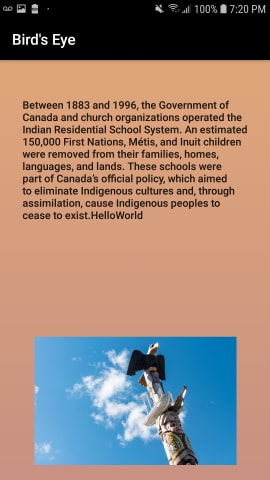 100% 7:20 PM
Bird's Eye
Between 1883 and 1996, the Government of
Canada and church organizations operated the
Indian Residential School System. An estimated
150,000 First Nations, Métis, and Inuit children
were removed from their families, homes,
languages, and lands. These schools were
part of Canada's official policy, which aimed
to eliminate Indigenous cultures and, through
assimilation, cause Indigenous peoples to
cease to exist.HelloWorld